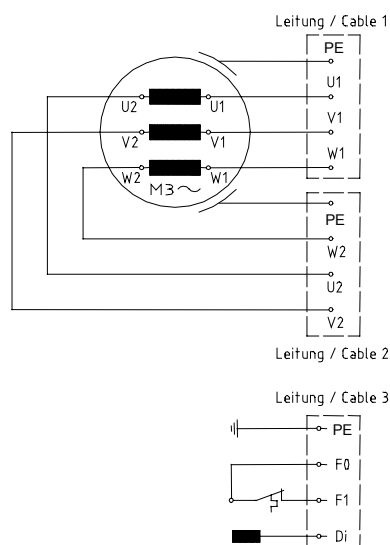 Leitung / Cable 1
PE
U2 U1 U1
V2 V1 V1
W2 W1 W1
M3~
PE
W2
U2
V2
Leitung / Cable 2
Leitung / Cable 3
PE
F0
F1
Di